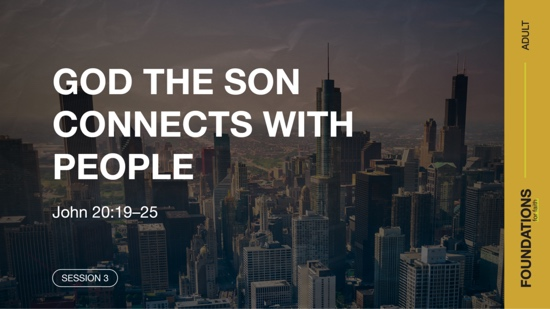 GOD THE SON
CONNECTS WITH
PEOPLE
John 20:19–25
SESSION 3
ADULT
FOUNDATIONS
for faith